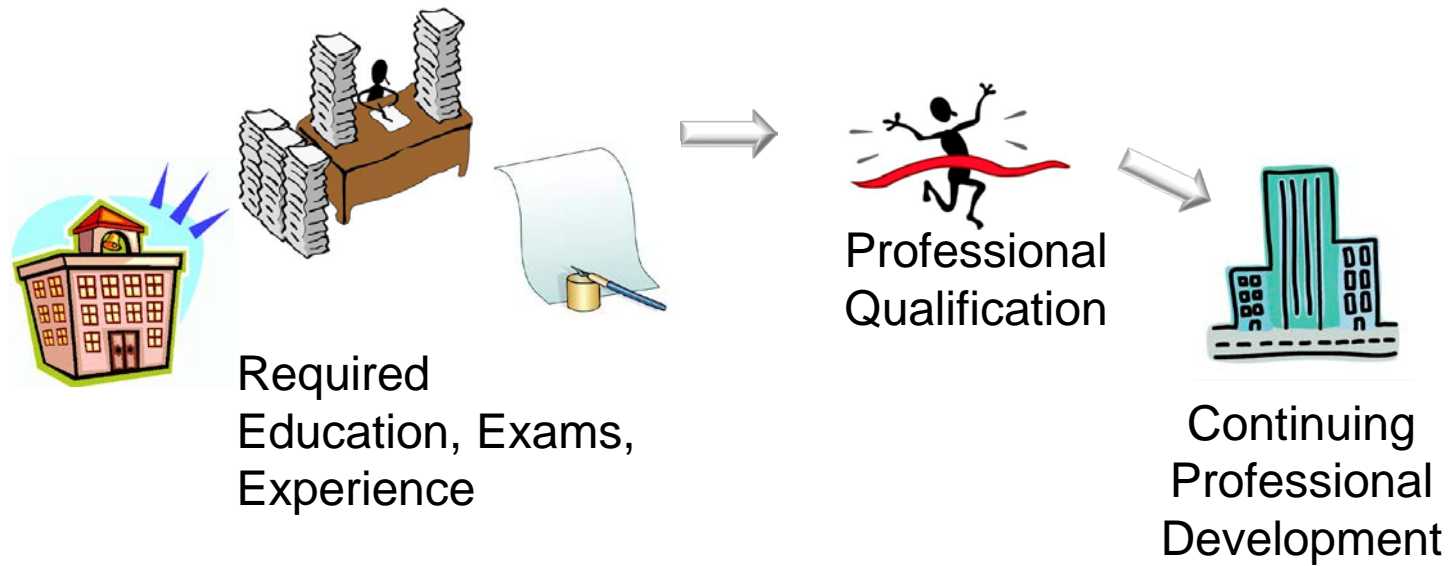 Required
Education, Exams,
Experience
Professional
Qualification
Continuing
Professional
Development